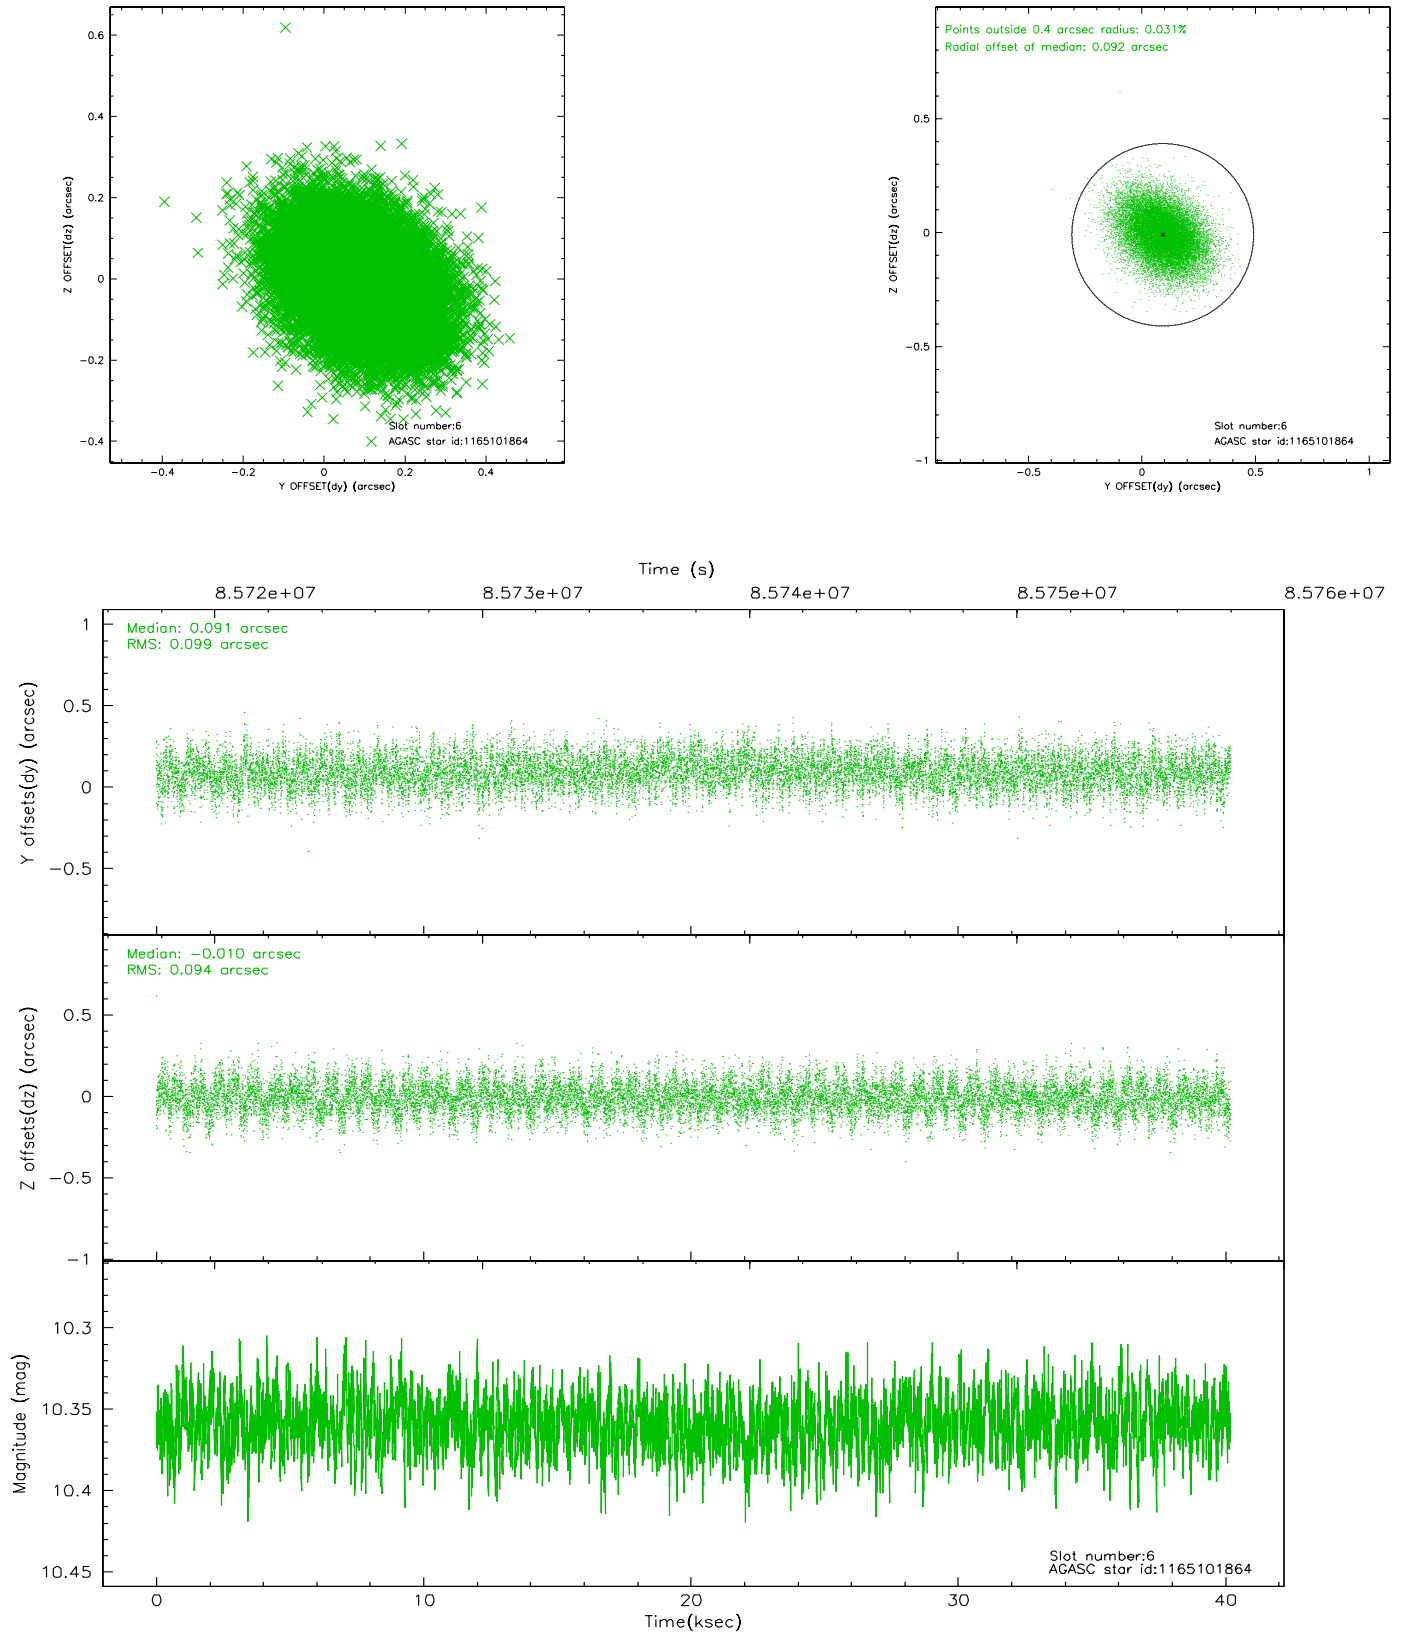 0.6
0.4
0.2
0
−0.2
−0.4
Z OFFSET(dz) (arcsec)
−0.4
−0.2
0
0.2
0.4
Y OFFSET(dy) (arcsec)
Slot number:6
AGASC star id:1165101864
Points outside 0.4 arcsec radius: 0.031%
Radial offset of median: 0.092 arcsec
0.5
0
−0.5
−1
Z OFFSET(dz) (arcsec)
−0.5
0
0.5
1
Y OFFSET(dy) (arcsec)
Slot number:6
AGASC star id:1165101864
Time (s)
8.572e+07
8.573e+07
8.574e+07
8.575e+07
8.576e+07
Median: 0.091 arcsec
RMS: 0.099 arcsec
1
0.5
0
−0.5
Y offsets(dy) (arcsec)
Median: −0.010 arcsec
RMS: 0.094 arcsec
0.5
0
−0.5
−1
Z offsets(dz) (arcsec)
10.3
10.35
10.4
10.45
Magnitude (mag)
Slot number:6
AGASC star id:1165101864
0
10
20
30
40
Time(ksec)